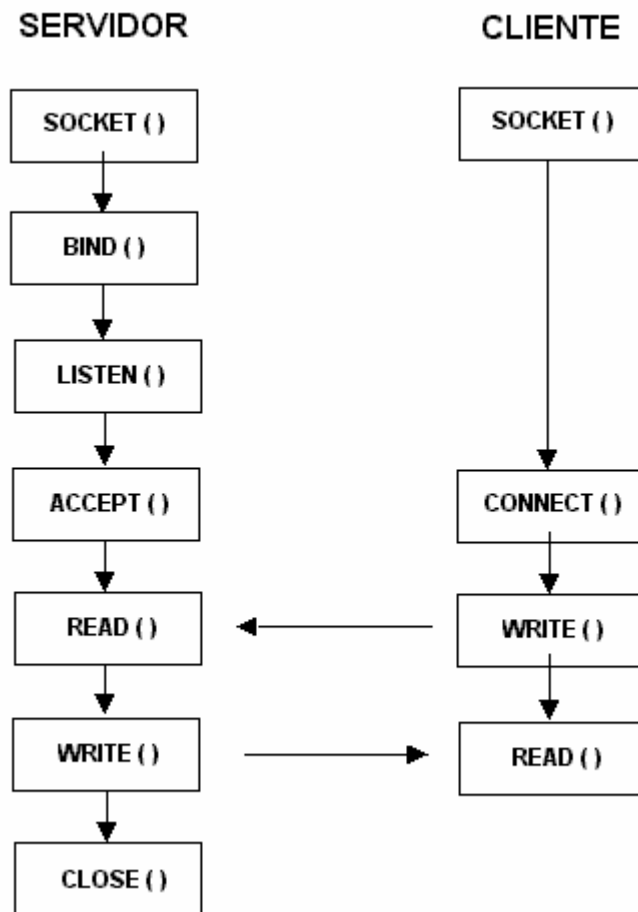 SERVIDOR
CLIENTE
SOCKET ( )
SOCKET ( )
BIND ( )
LISTEN ( )
ACCEPT ( )
CONNECT ( )
READ ( )
WRITE ( )
WRITE ( )
READ ( )
CLOSE ( )